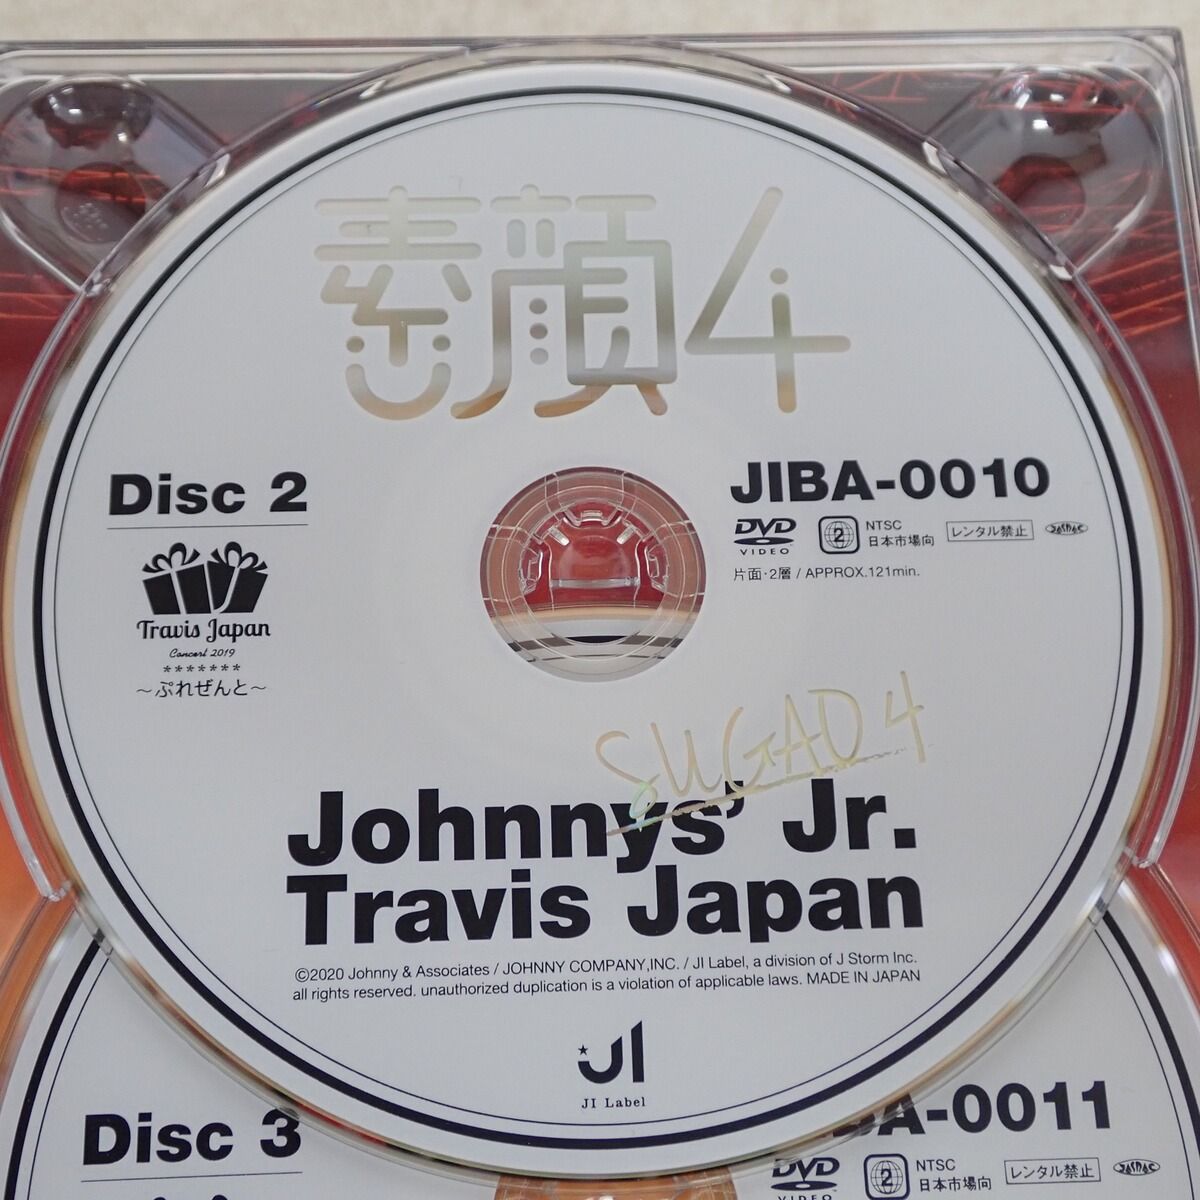 素顔4
Disc 2
JIBA-0010
DVD
VIDEO
2
NTSC
日本市場向
レンタル禁止
JASRAC
片面・2層 / APPROX.121min.
Travis Japan
Concert 2019
*******
～ぷれぜんと～
SUGAO4
Johnnys' Jr.
Travis Japan
©2020 Johnny & Associates / JOHNNY COMPANY,INC. / JI Label, a division of J Storm Inc.
all rights reserved. unauthorized duplication is a violation of applicable laws. MADE IN JAPAN
JI
JI Label
Disc 3
BA-0011
DVD
VIDEO
2
NTSC
日本市場向
レンタル禁止
JASRAC